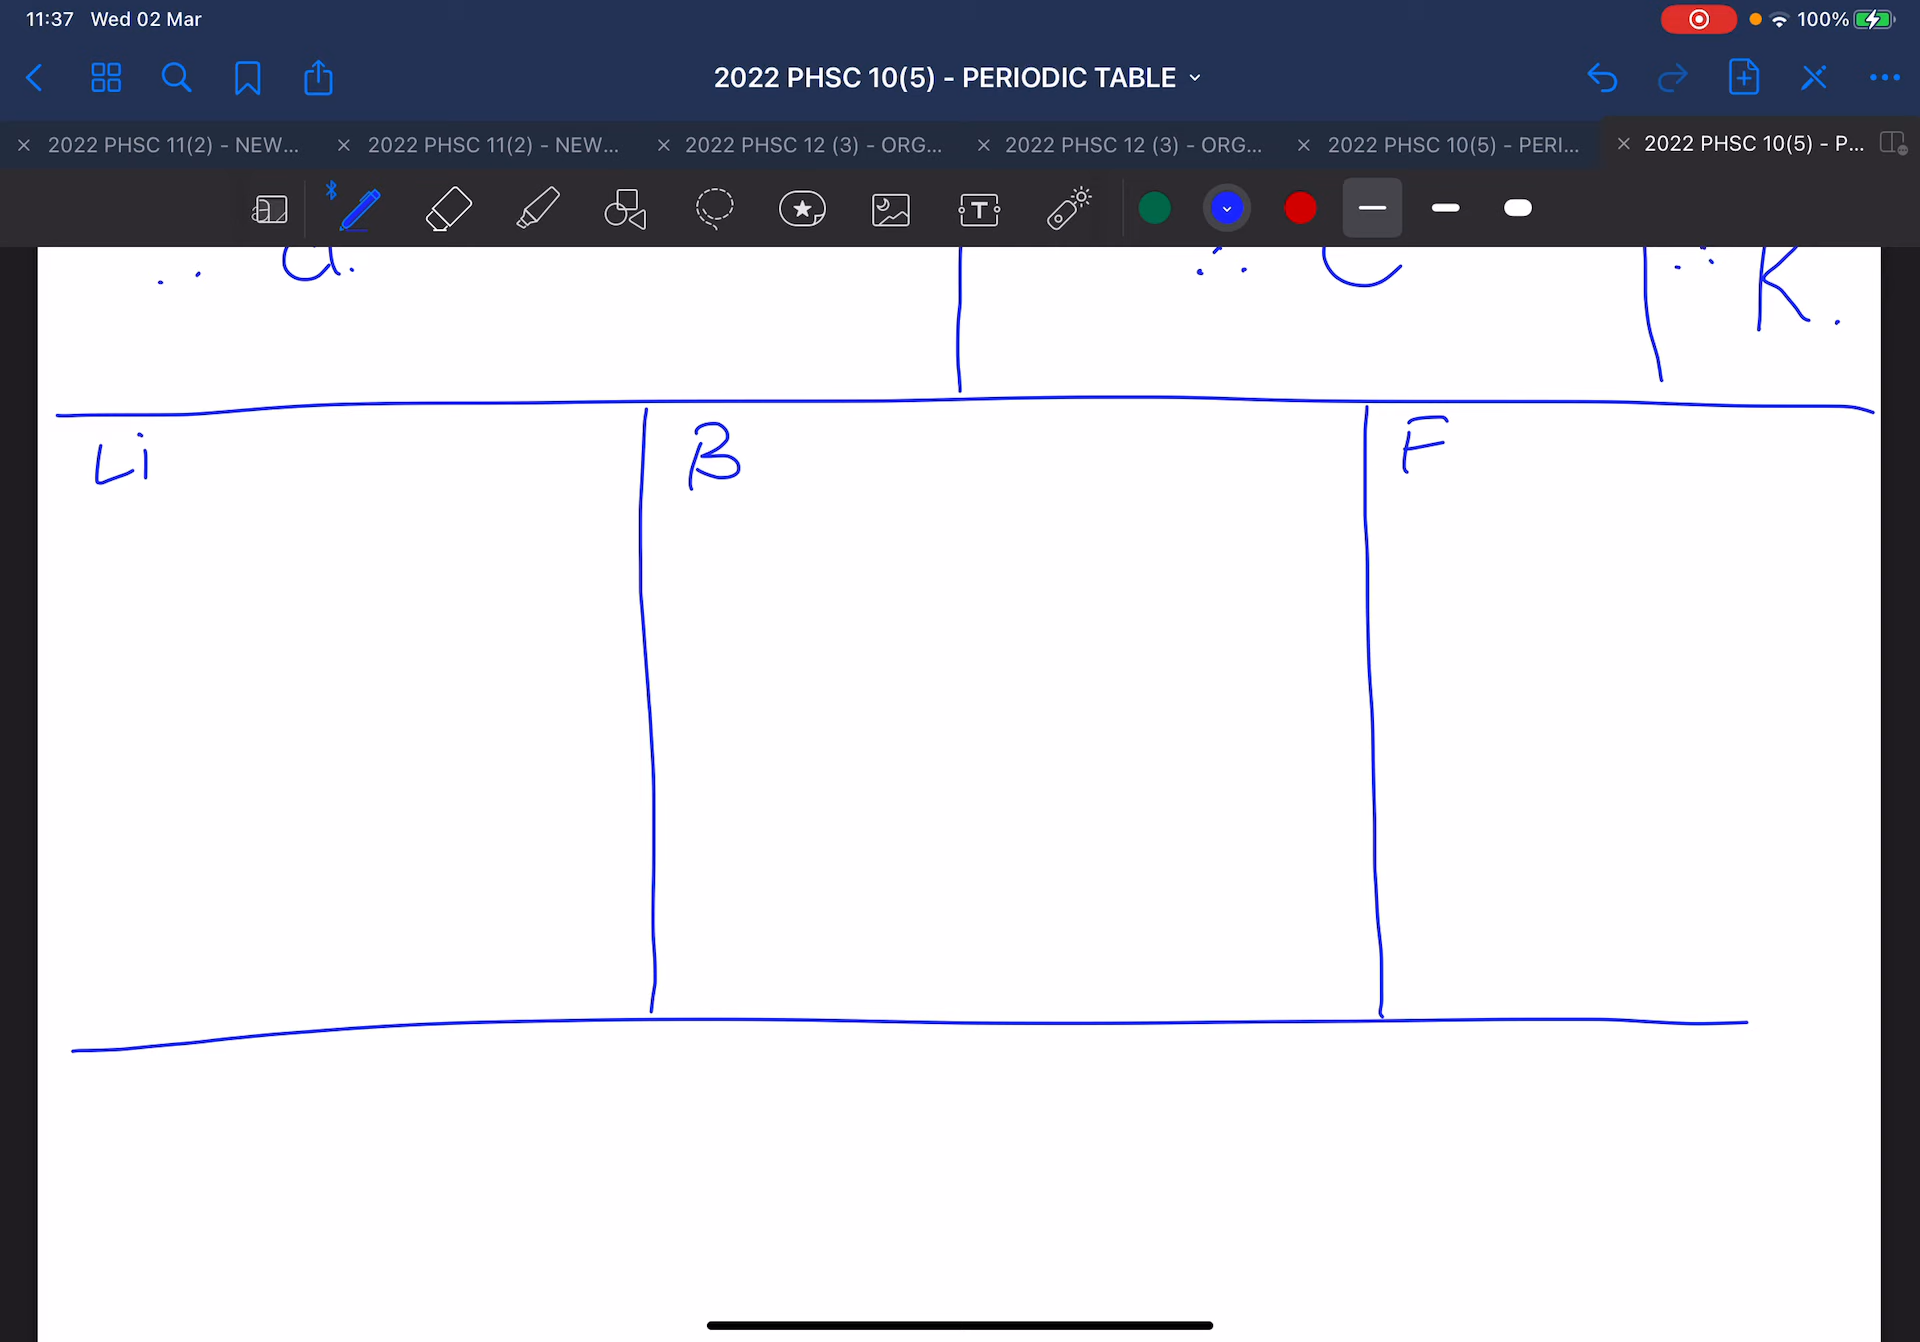 11:37 Wed 02 Mar 100%
2022 PHSC 10(5) - PERIODIC TABLE
2022 PHSC 11(2) - NEW... 2022 PHSC 11(2) - NEW... 2022 PHSC 12 (3) - ORG... 2022 PHSC 12 (3) - ORG... 2022 PHSC 10(5) - PERI... 2022 PHSC 10(5) - P...
T
∴ C ∴ K.
Li B F